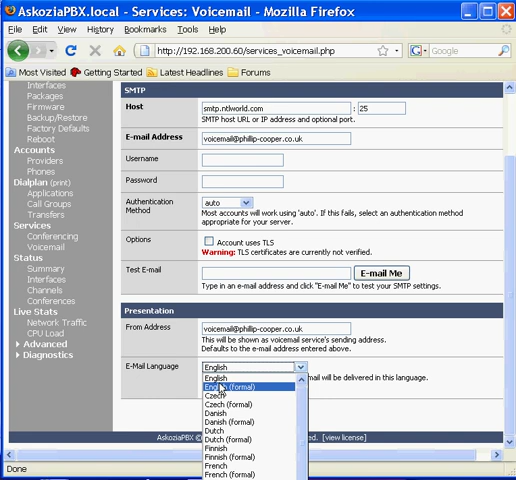 AskoziaPBX.local - Services: Voicemail - Mozilla Firefox
File Edit View History Bookmarks Tools Help
http://192.168.200.60/services_voicemail.php
Google
Most Visited Getting Started Latest Headlines Forums
Interfaces
Packages
Firmware
Backup/Restore
Factory Defaults
Reboot
Accounts
Providers
Phones
Dialplan (print)
Applications
Call Groups
Transfers
Services
Conferencing
Voicemail
Status
Summary
Interfaces
Channels
Conferences
Live Stats
Network Traffic
CPU Load
Advanced
Diagnostics
SMTP
Host smtp.ntlworld.com : 25
SMTP host URL or IP address and optional port.
E-mail Address voicemail@phillip-cooper.co.uk
Username
Password
Authentication Method auto
Most accounts will work using 'auto'. If this fails, select an authentication method
appropriate for your server.
Options Account uses TLS
Warning: TLS certificates are currently not verified.
Test E-mail E-mail Me
Type in an e-mail address and click "E-mail Me" to test your SMTP settings.
Presentation
From Address voicemail@phillip-cooper.co.uk
This will be shown as voicemail service's sending address.
Defaults to the e-mail address entered above.
E-Mail Language English
mail will be delivered in this language.
English
English (formal)
Czech
Czech (formal)
Danish
Danish (formal)
Dutch
Dutch (formal)
Finnish
Finnish (formal)
French
French (formal)
AskoziaPBX © rved. [view license]
Done